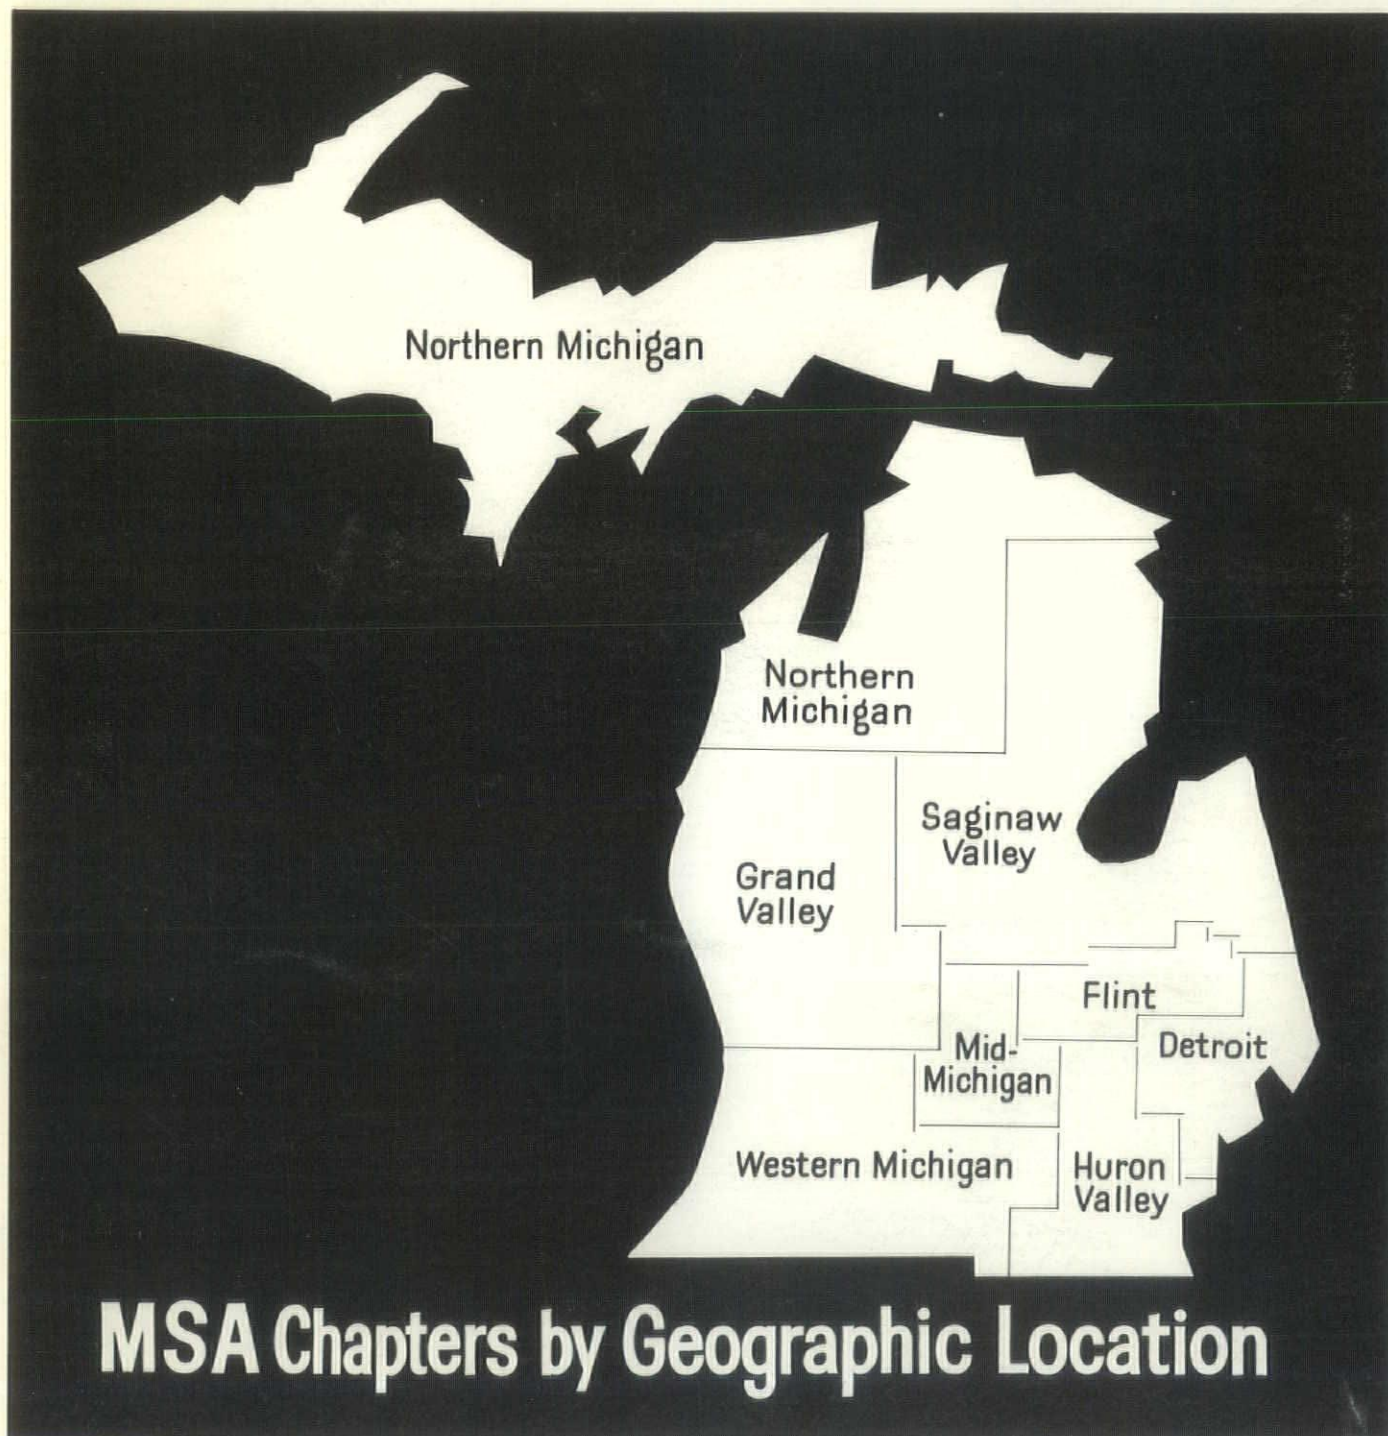 Northern Michigan
Northern
Michigan
Saginaw
Valley
Grand
Valley
Flint
Detroit
Mid-
Michigan
Western Michigan
Huron
Valley
MSA Chapters by Geographic Location